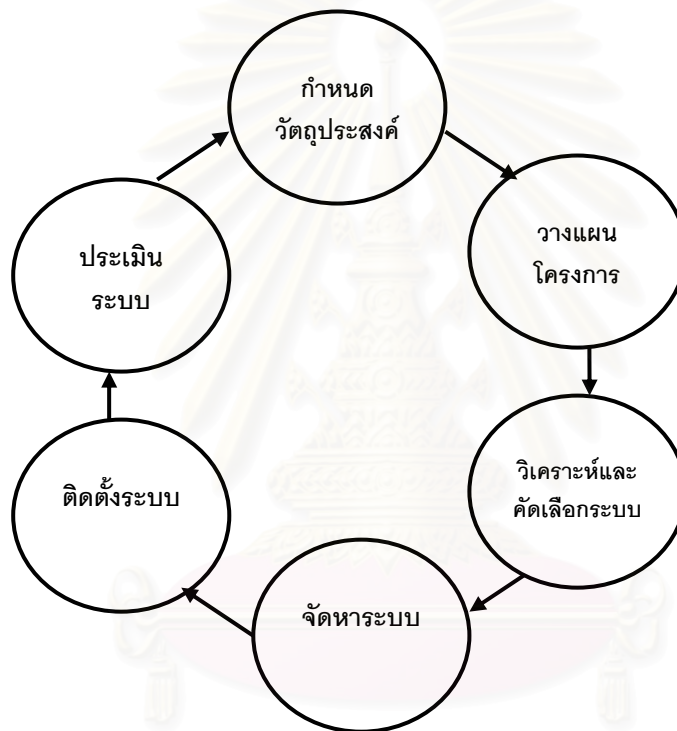 กำหนด
วัตถุประสงค์
วางแผน
โครงการ
วิเคราะห์และ
คัดเลือกระบบ
จัดหาระบบ
ติดตั้งระบบ
ประเมิน
ระบบ